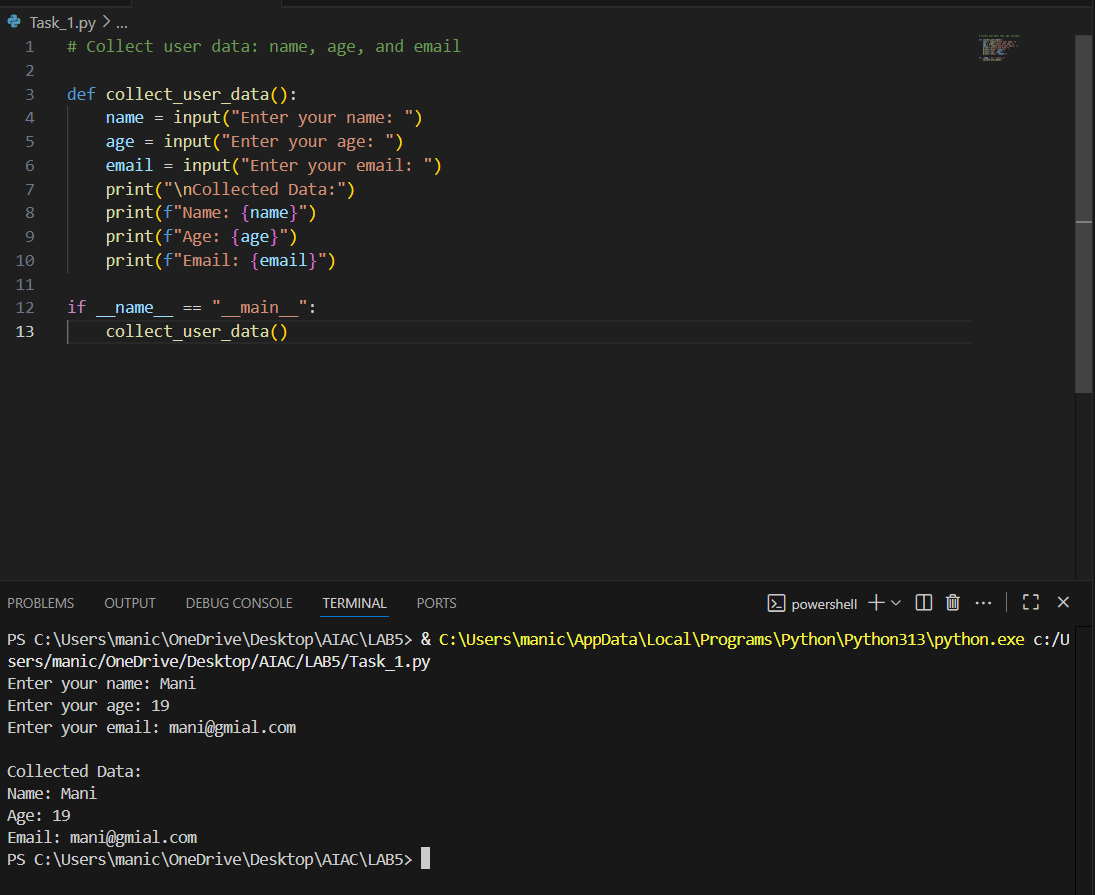 Task_1.py > ...
1 # Collect user data: name, age, and email
2
3 def collect_user_data():
4     name = input("Enter your name: ")
5     age = input("Enter your age: ")
6     email = input("Enter your email: ")
7     print("\nCollected Data:")
8     print(f"Name: {name}")
9     print(f"Age: {age}")
10     print(f"Email: {email}")
11
12 if __name__ == "__main__":
13     collect_user_data()
PROBLEMS OUTPUT DEBUG CONSOLE TERMINAL PORTS powershell
PS C:\Users\manic\OneDrive\Desktop\AIAC\LAB5> & C:\Users\manic\AppData\Local\Programs\Python\Python313\python.exe c:/U
sers/manic/OneDrive/Desktop/AIAC/LAB5/Task_1.py
Enter your name: Mani
Enter your age: 19
Enter your email: mani@gmial.com

Collected Data:
Name: Mani
Age: 19
Email: mani@gmial.com
PS C:\Users\manic\OneDrive\Desktop\AIAC\LAB5>